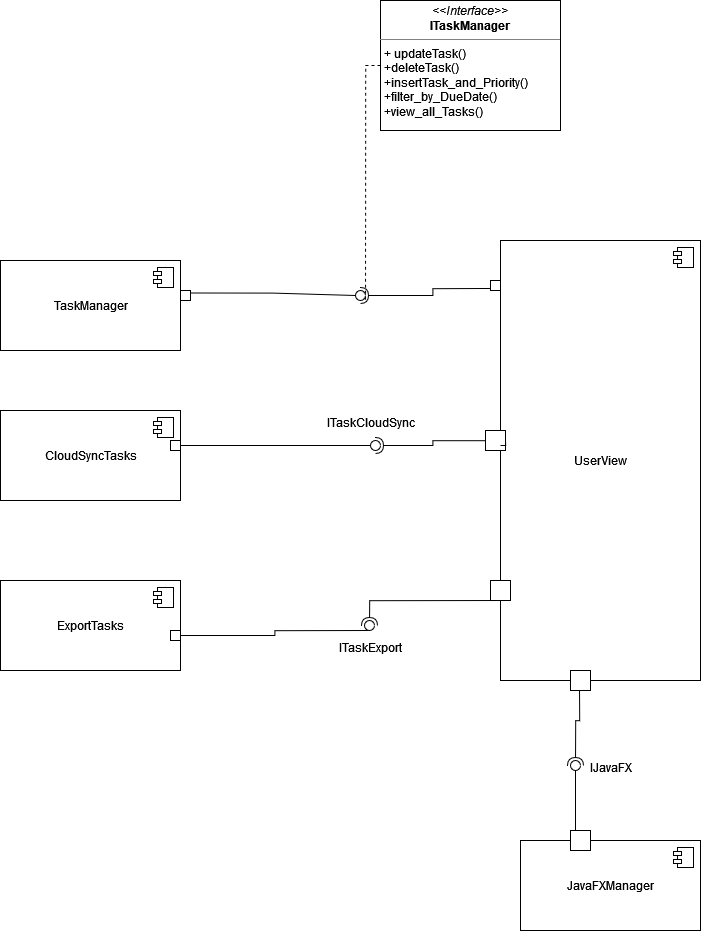 <<Interface>>
ITaskManager
+ updateTask()
+deleteTask()
+insertTask_and_Priority()
+filter_by_DueDate()
+view_all_Tasks()
TaskManager
ITaskCloudSync
CloudSyncTasks
UserView
ExportTasks
ITaskExport
IJavaFX
JavaFXManager